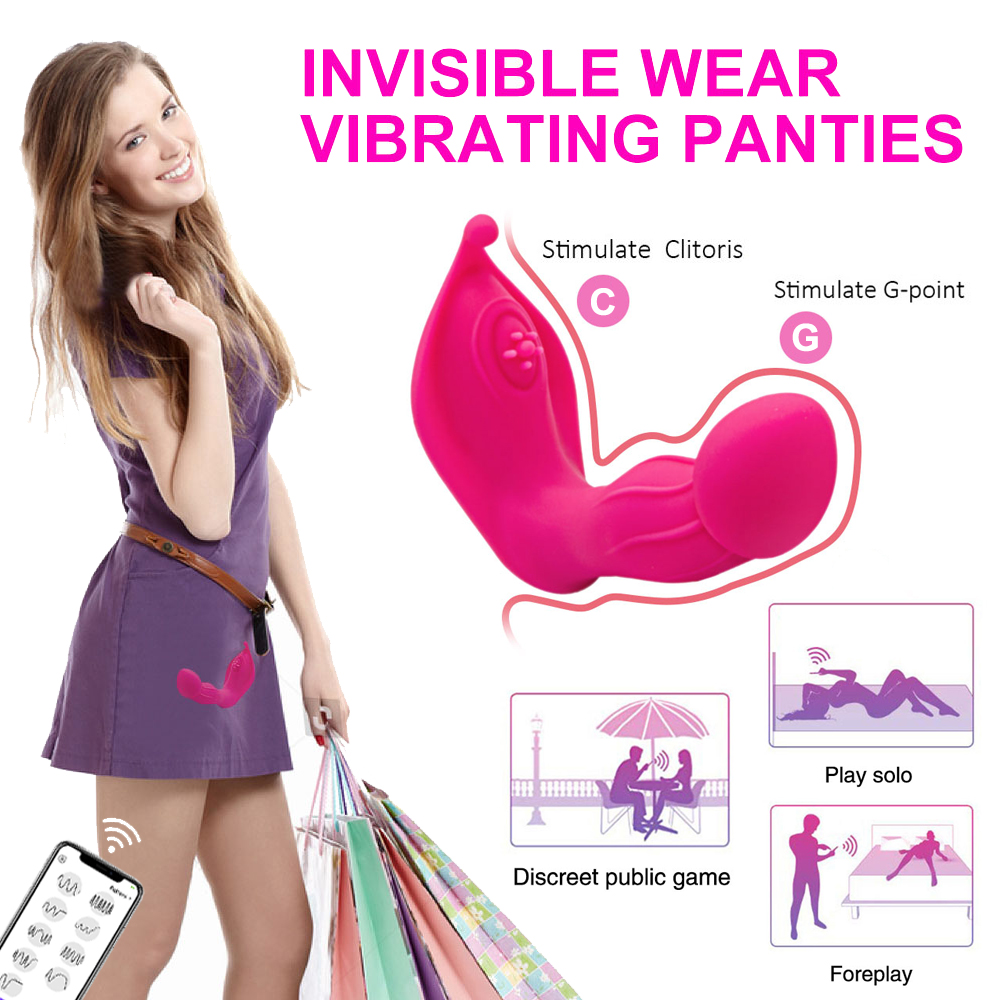 INVISIBLE WEAR
VIBRATING PANTIES
Stimulate Clitoris
C
Stimulate G-point
G
Play solo
Discreet public game
Foreplay